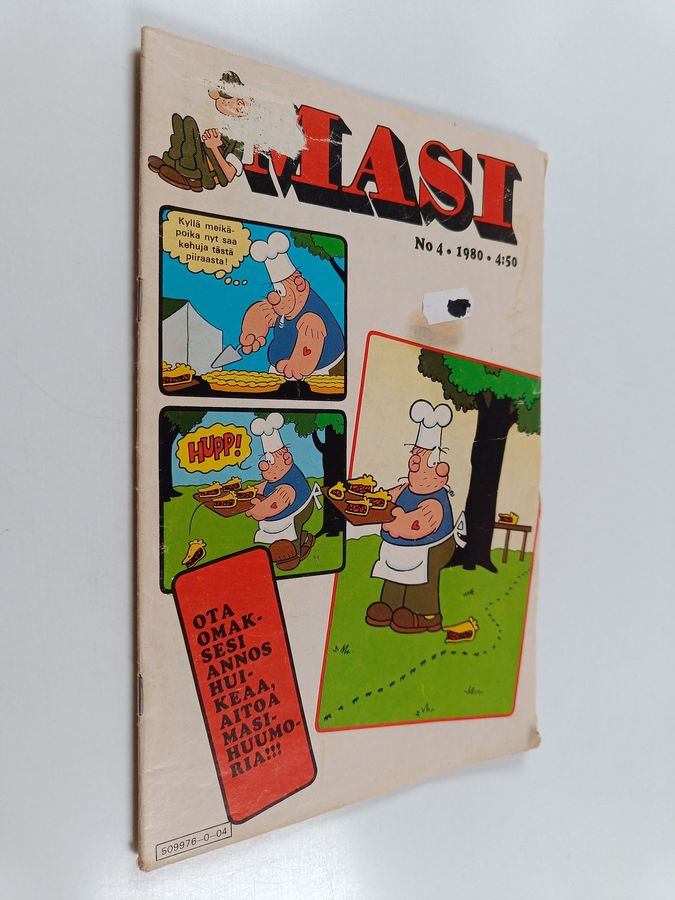 MASI
No 4 • 1980 • 4:50
Kyllä meikä-
poika nyt saa
kehuja tästä
piiraasta!
HUPP!
OTA
OMAK-
SESI
ANNOS
HUI-
KEAA,
AITOA
MASI-
HUUMO-
RIA!!!
509976-0-04